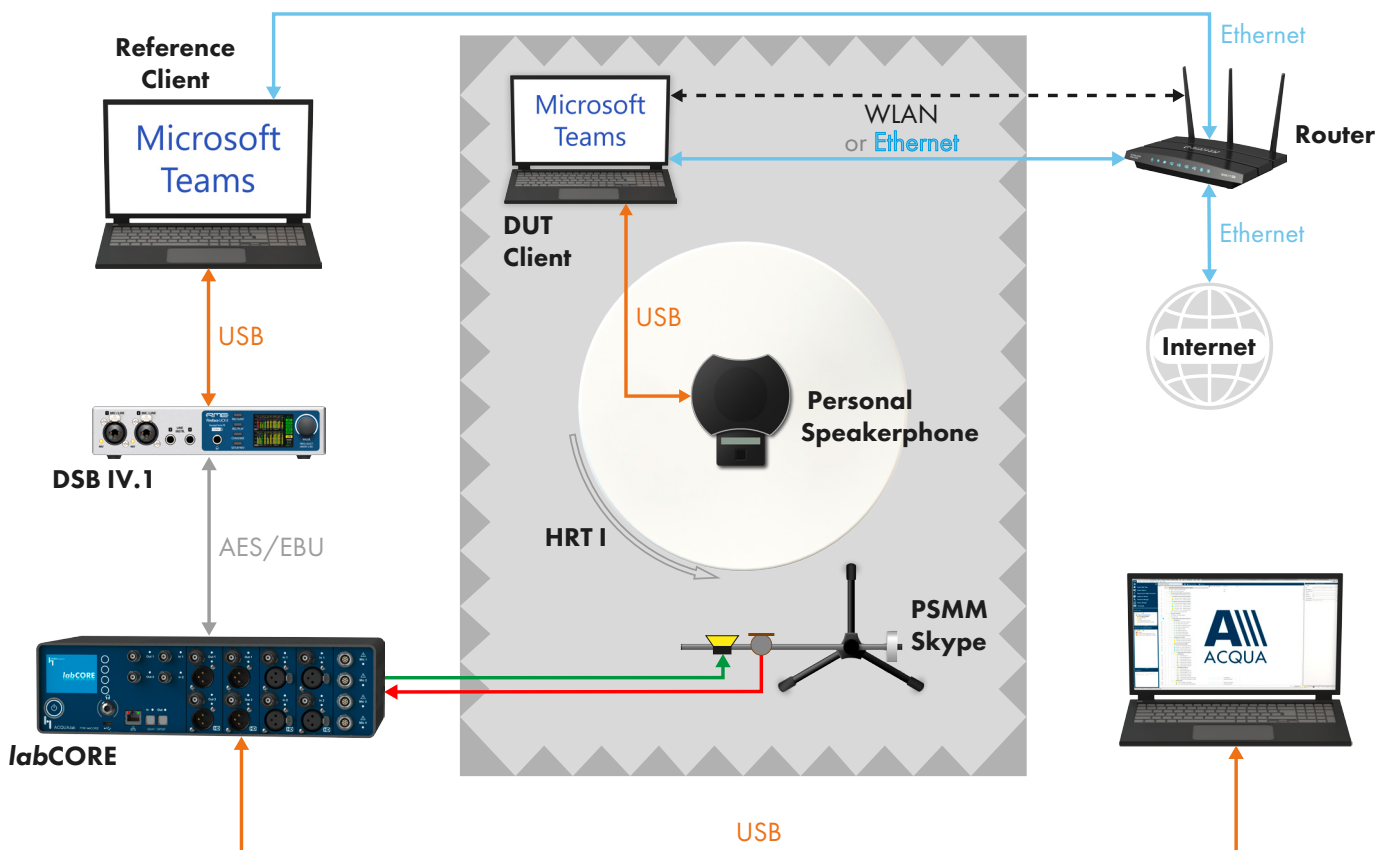 Reference
Client
Microsoft
Teams
Microsoft
Teams
WLAN
or Ethernet
Ethernet
Router
Ethernet
Internet
DUT
Client
USB
USB
Personal
Speakerphone
DSB IV.1
HRT I
AES/EBU
PSMM
Skype
labCORE
ACQUA
labCORE
USB